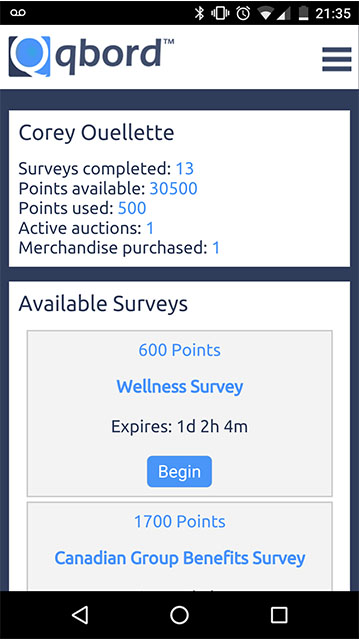 21:35
qbord™
Corey Ouellette
Surveys completed: 13
Points available: 30500
Points used: 500
Active auctions: 1
Merchandise purchased: 1
Available Surveys
600 Points
Wellness Survey
Expires: 1d 2h 4m
Begin
1700 Points
Canadian Group Benefits Survey